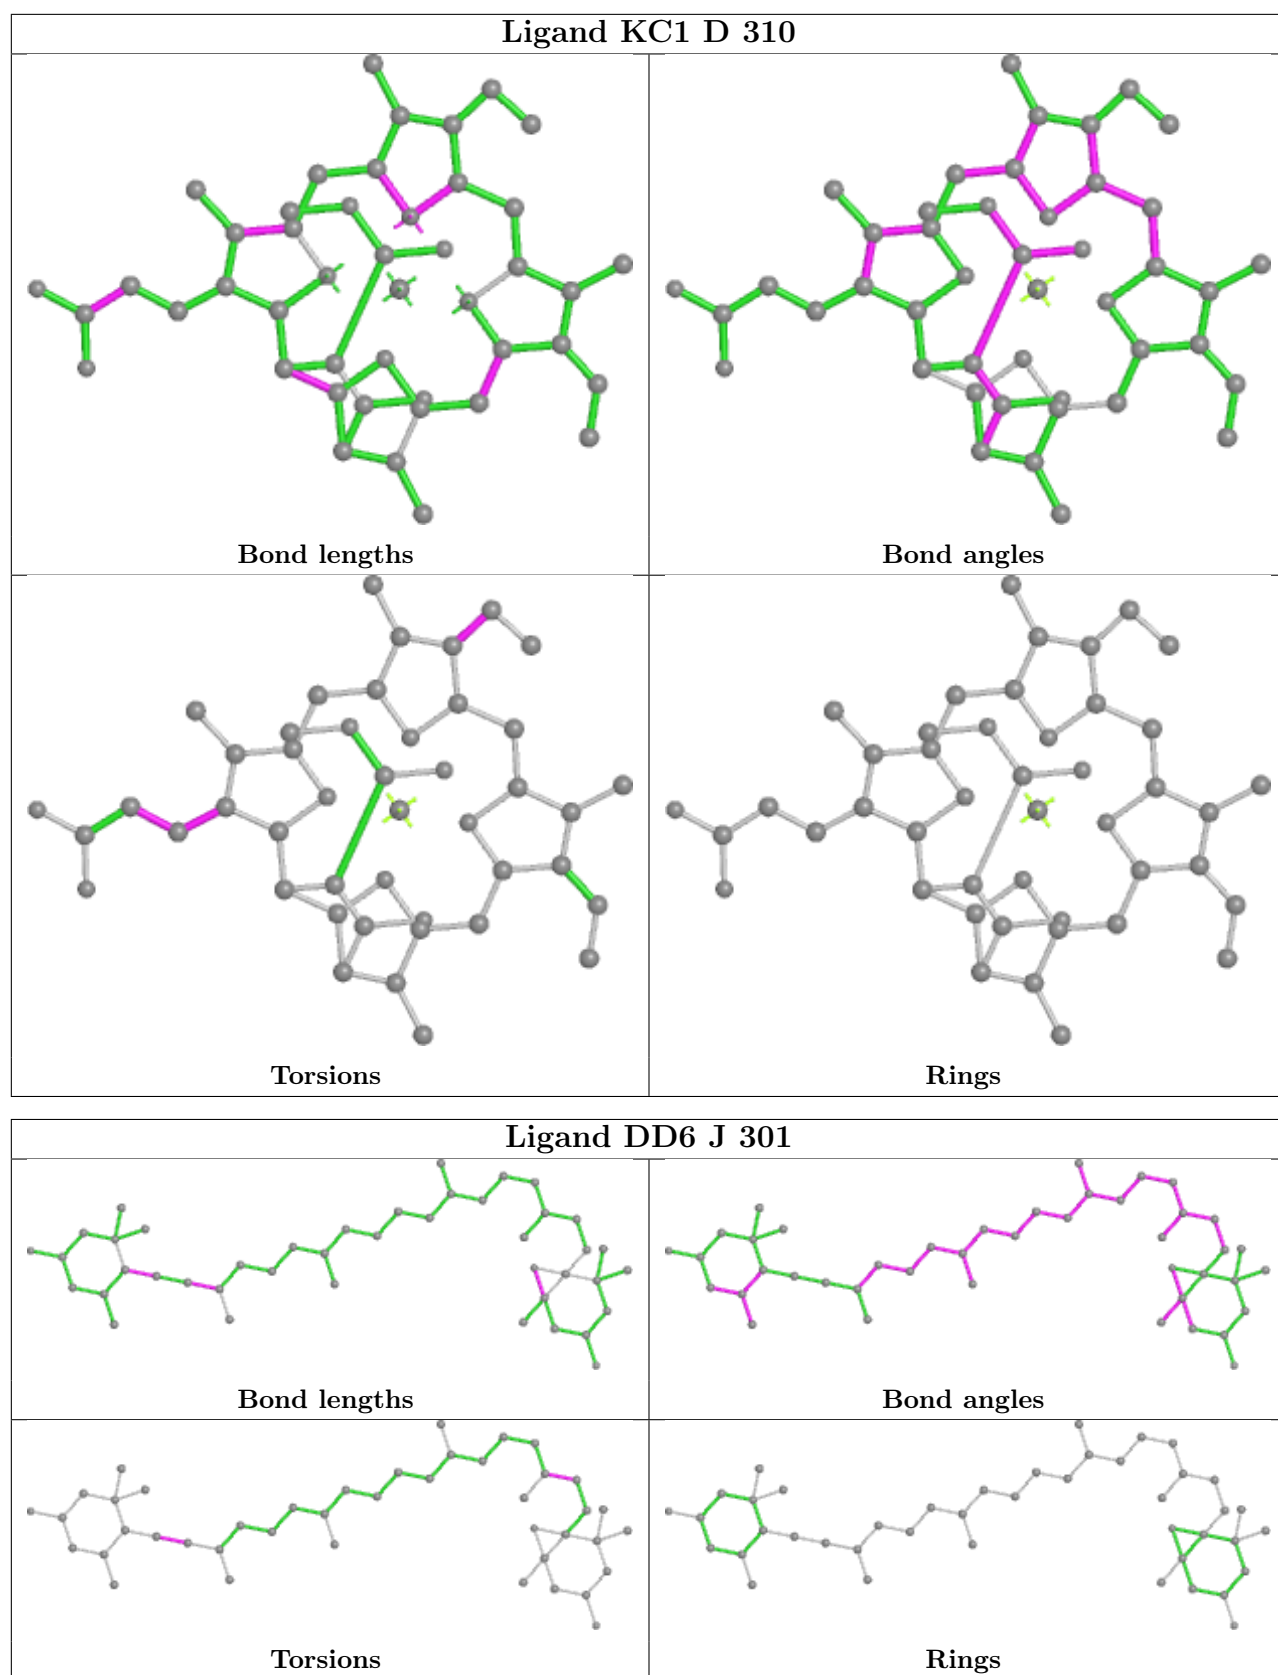 Ligand KC1 D 310
Bond lengths
Bond angles
Torsions
Rings
Ligand DD6 J 301
Bond lengths
Bond angles
Torsions
Rings